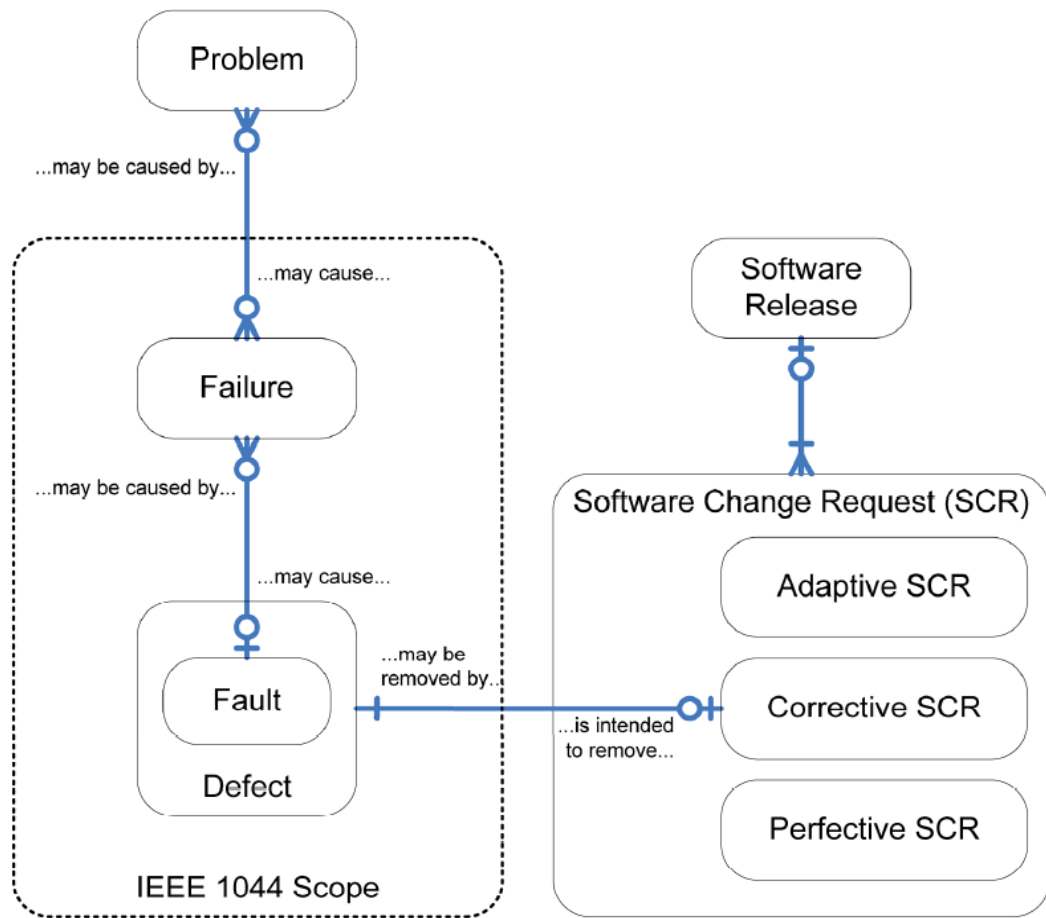 Problem
...may be caused by...
...may cause...
Failure
...may be caused by...
...may cause...
Fault
Defect
IEEE 1044 Scope
...may be
removed by...
...is intended
to remove...
Software
Release
Software Change Request (SCR)
Adaptive SCR
Corrective SCR
Perfective SCR